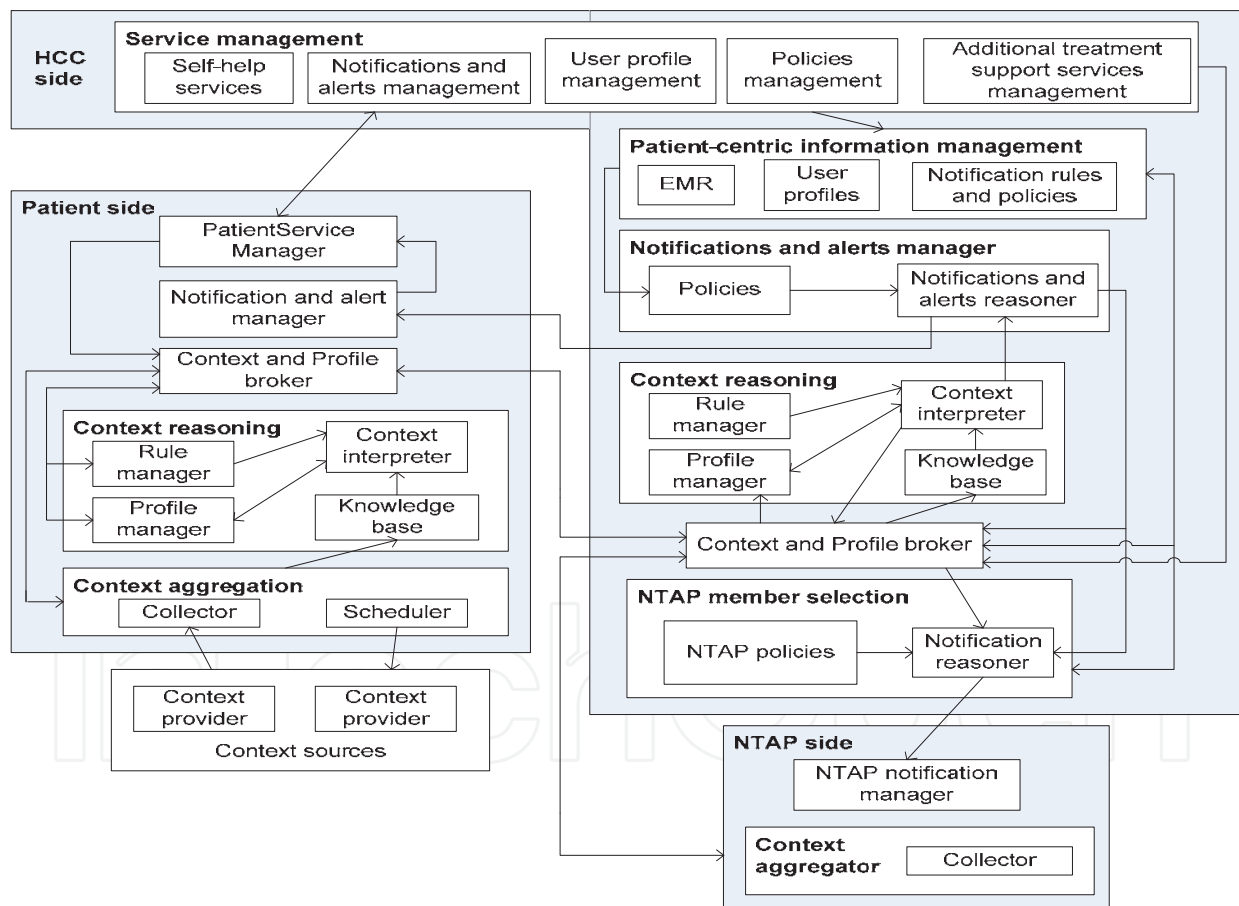 HCC
side
Service management
Self-help
services
Notifications and
alerts management
User profile
management
Policies
management
Additional treatment
support services
management
Patient-centric information management
EMR
User
profiles
Notification rules
and policies
Patient side
PatientService
Manager
Notification and alert
manager
Context and Profile
broker
Context reasoning
Rule
manager
Context
interpreter
Profile
manager
Knowledge
base
Context aggregation
Collector
Scheduler
Context
provider
Context
provider
Context sources
Notifications and alerts manager
Policies
Notifications and
alerts reasoner
Context reasoning
Rule
manager
Context
interpreter
Profile
manager
Knowledge
base
Context and Profile broker
NTAP member selection
NTAP policies
Notification
reasoner
NTAP side
NTAP notification
manager
Context
aggregator
Collector